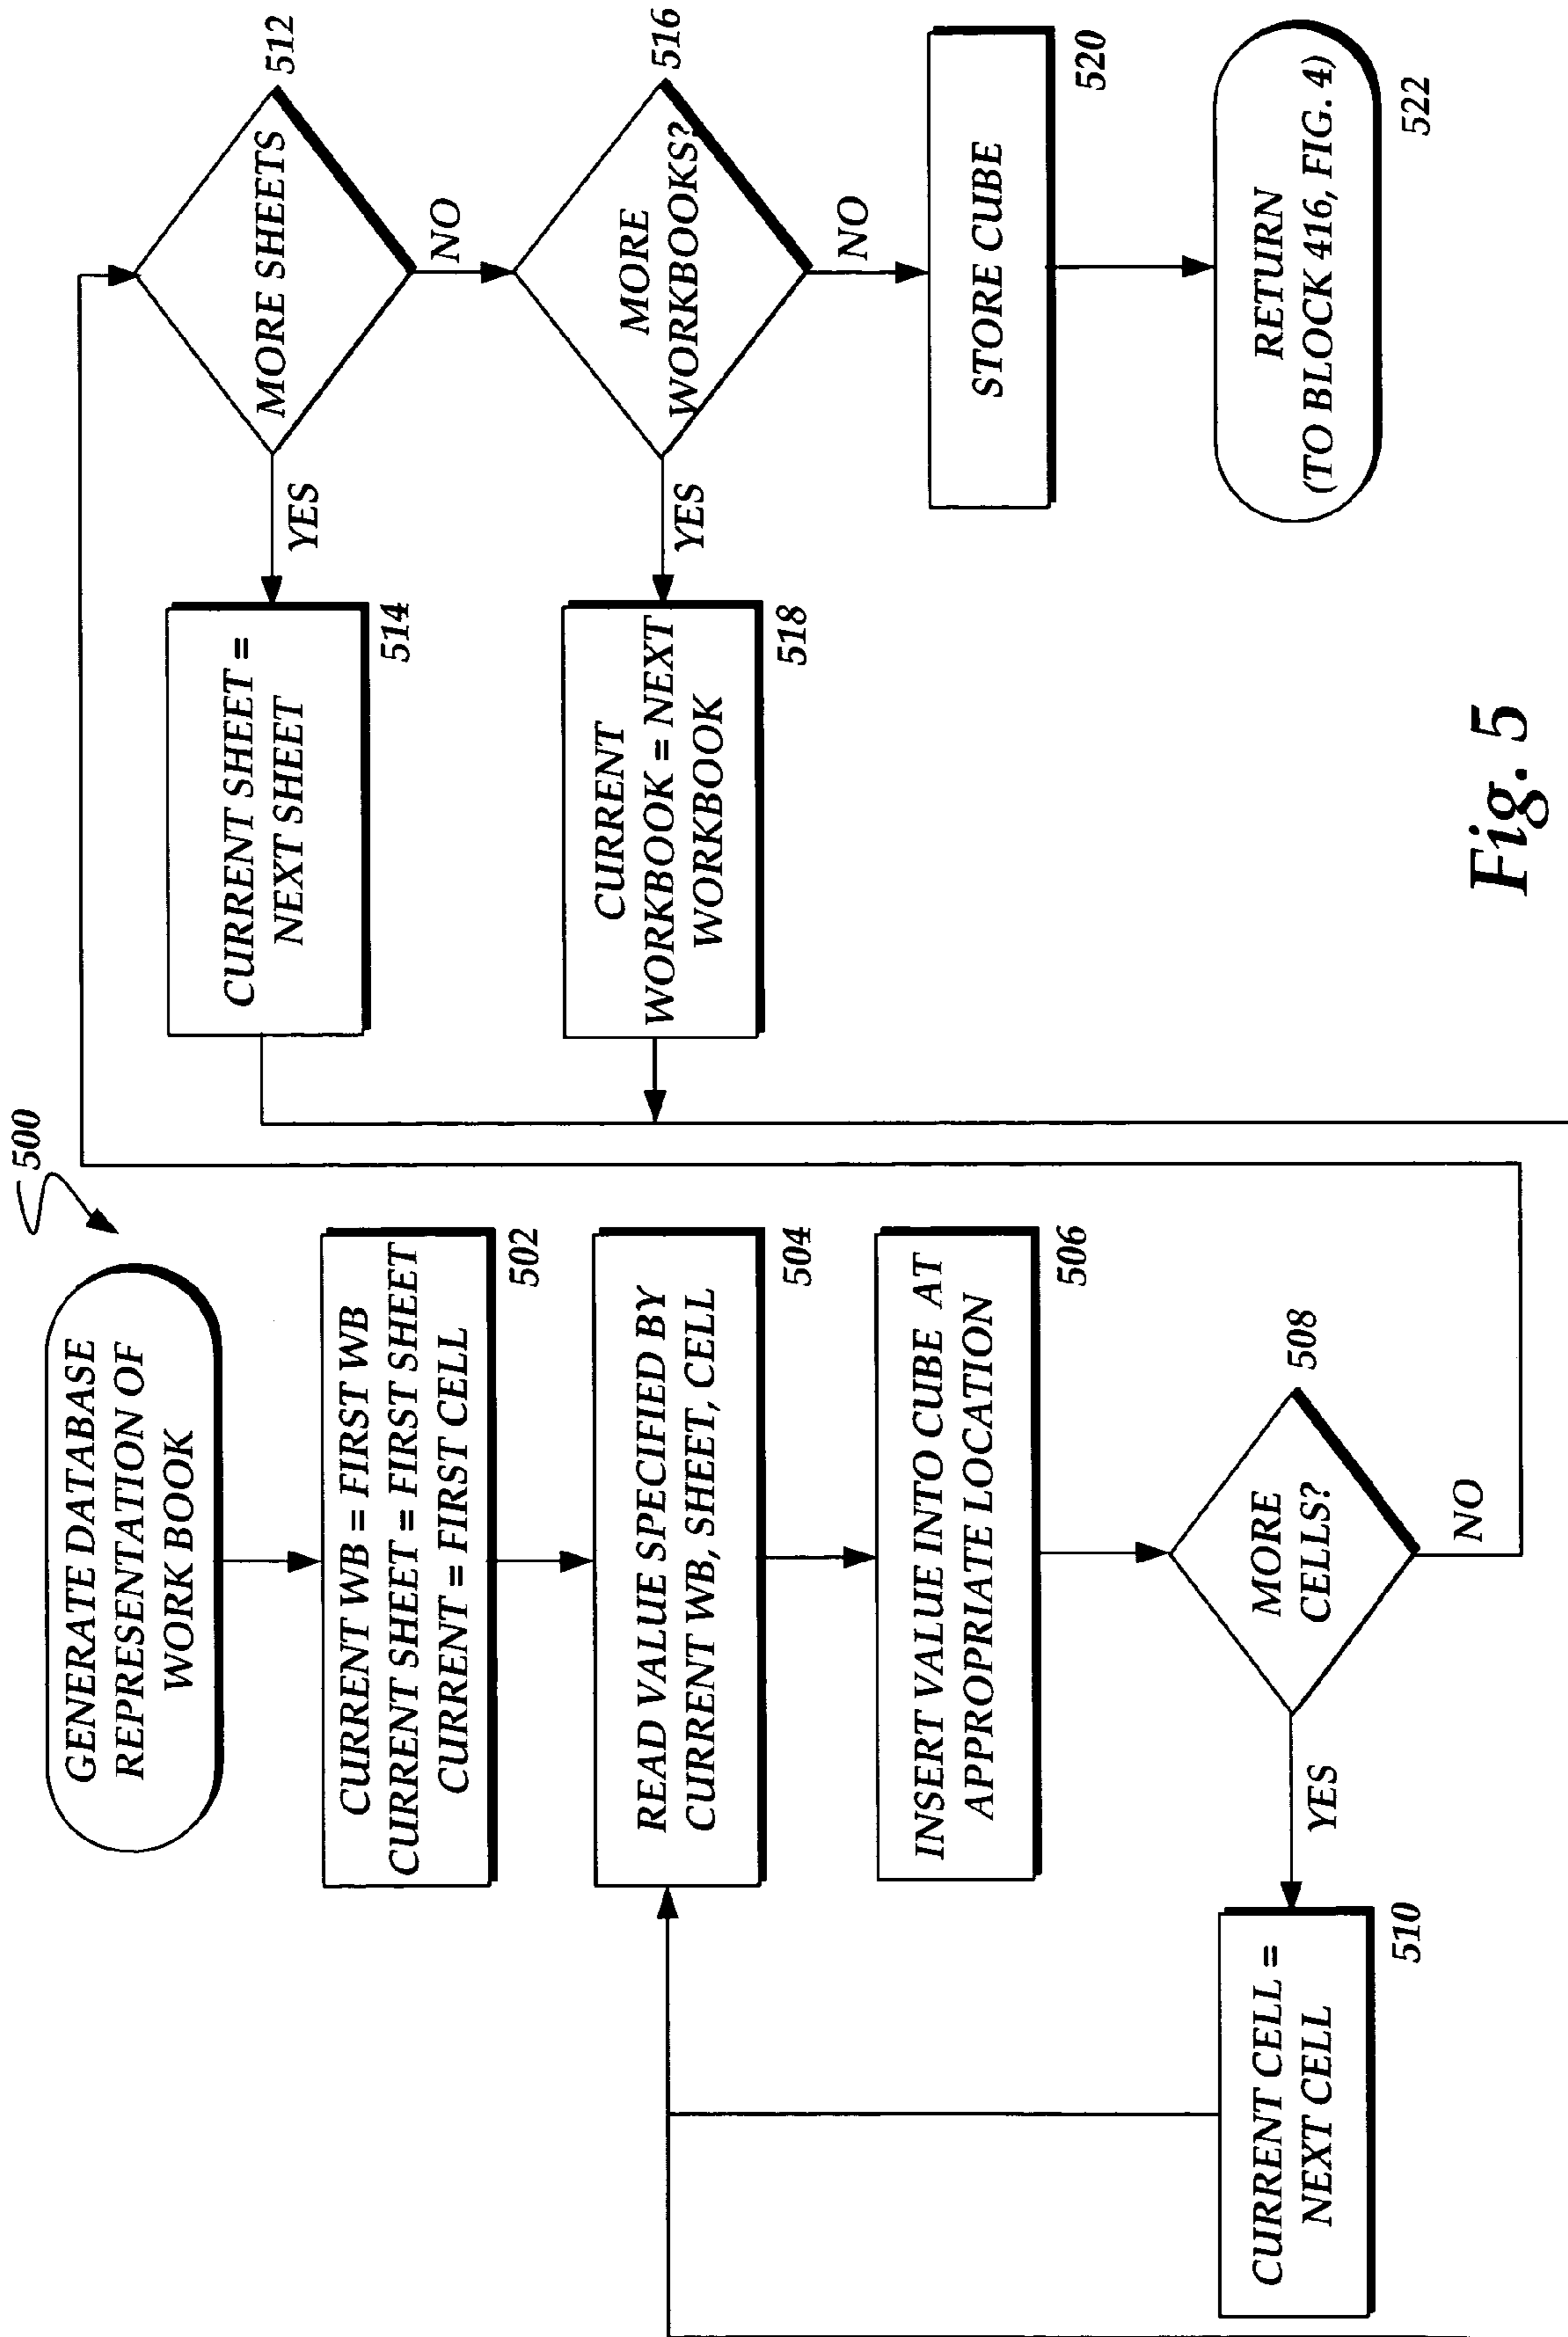 500
GENERATE DATABASE
REPRESENTATION OF
WORK BOOK
CURRENT WB = FIRST WB
CURRENT SHEET = FIRST SHEET
CURRENT = FIRST CELL
502
READ VALUE SPECIFIED BY
CURRENT WB, SHEET, CELL
504
INSERT VALUE INTO CUBE AT
APPROPRIATE LOCATION
506
MORE
CELLS?
508
YES
NO
CURRENT CELL =
NEXT CELL
510
MORE SHEETS
512
YES
NO
CURRENT SHEET =
NEXT SHEET
514
MORE
WORKBOOKS?
516
YES
NO
CURRENT
WORKBOOK = NEXT
WORKBOOK
518
STORE CUBE
520
RETURN
(TO BLOCK 416, FIG. 4)
522
Fig. 5